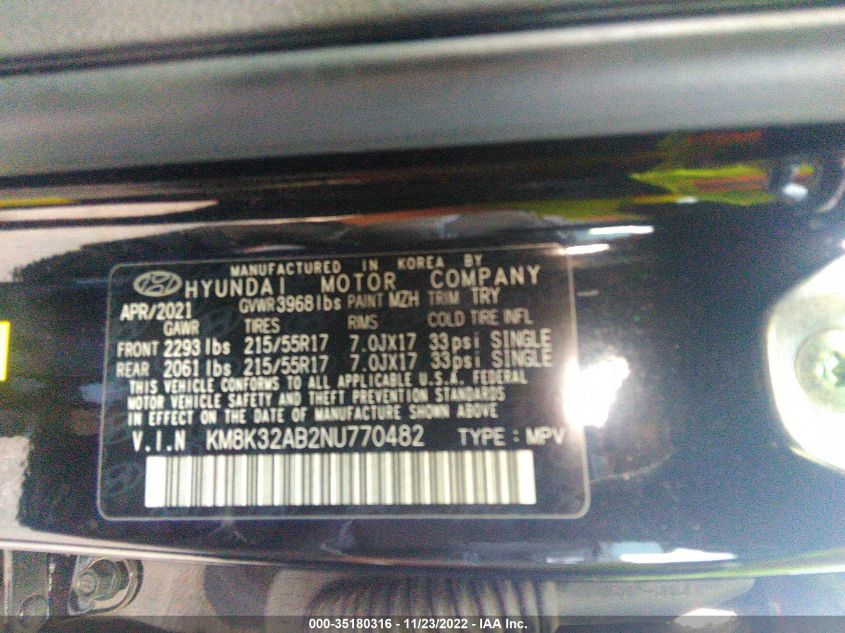 MANUFACTURED IN KOREA BY
HYUNDAI MOTOR COMPANY
APR/2021 GVWR 3968 lbs PAINT MZH TRIM TRY
GAWR TIRES RIMS COLD TIRE INFL
FRONT 2293 lbs 215/55R17 7.0JX17 33psi SINGLE
REAR 2061 lbs 215/55R17 7.0JX17 33psi SINGLE
THIS VEHICLE CONFORMS TO ALL APPLICABLE U.S.A. FEDERAL
MOTOR VEHICLE SAFETY AND THEFT PREVENTION STANDARDS
IN EFFECT ON THE DATE OF MANUFACTURE SHOWN ABOVE
V.I.N KM8K32AB2NU770482 TYPE : MPV
000-35180316 - 11/23/2022 - IAA Inc.